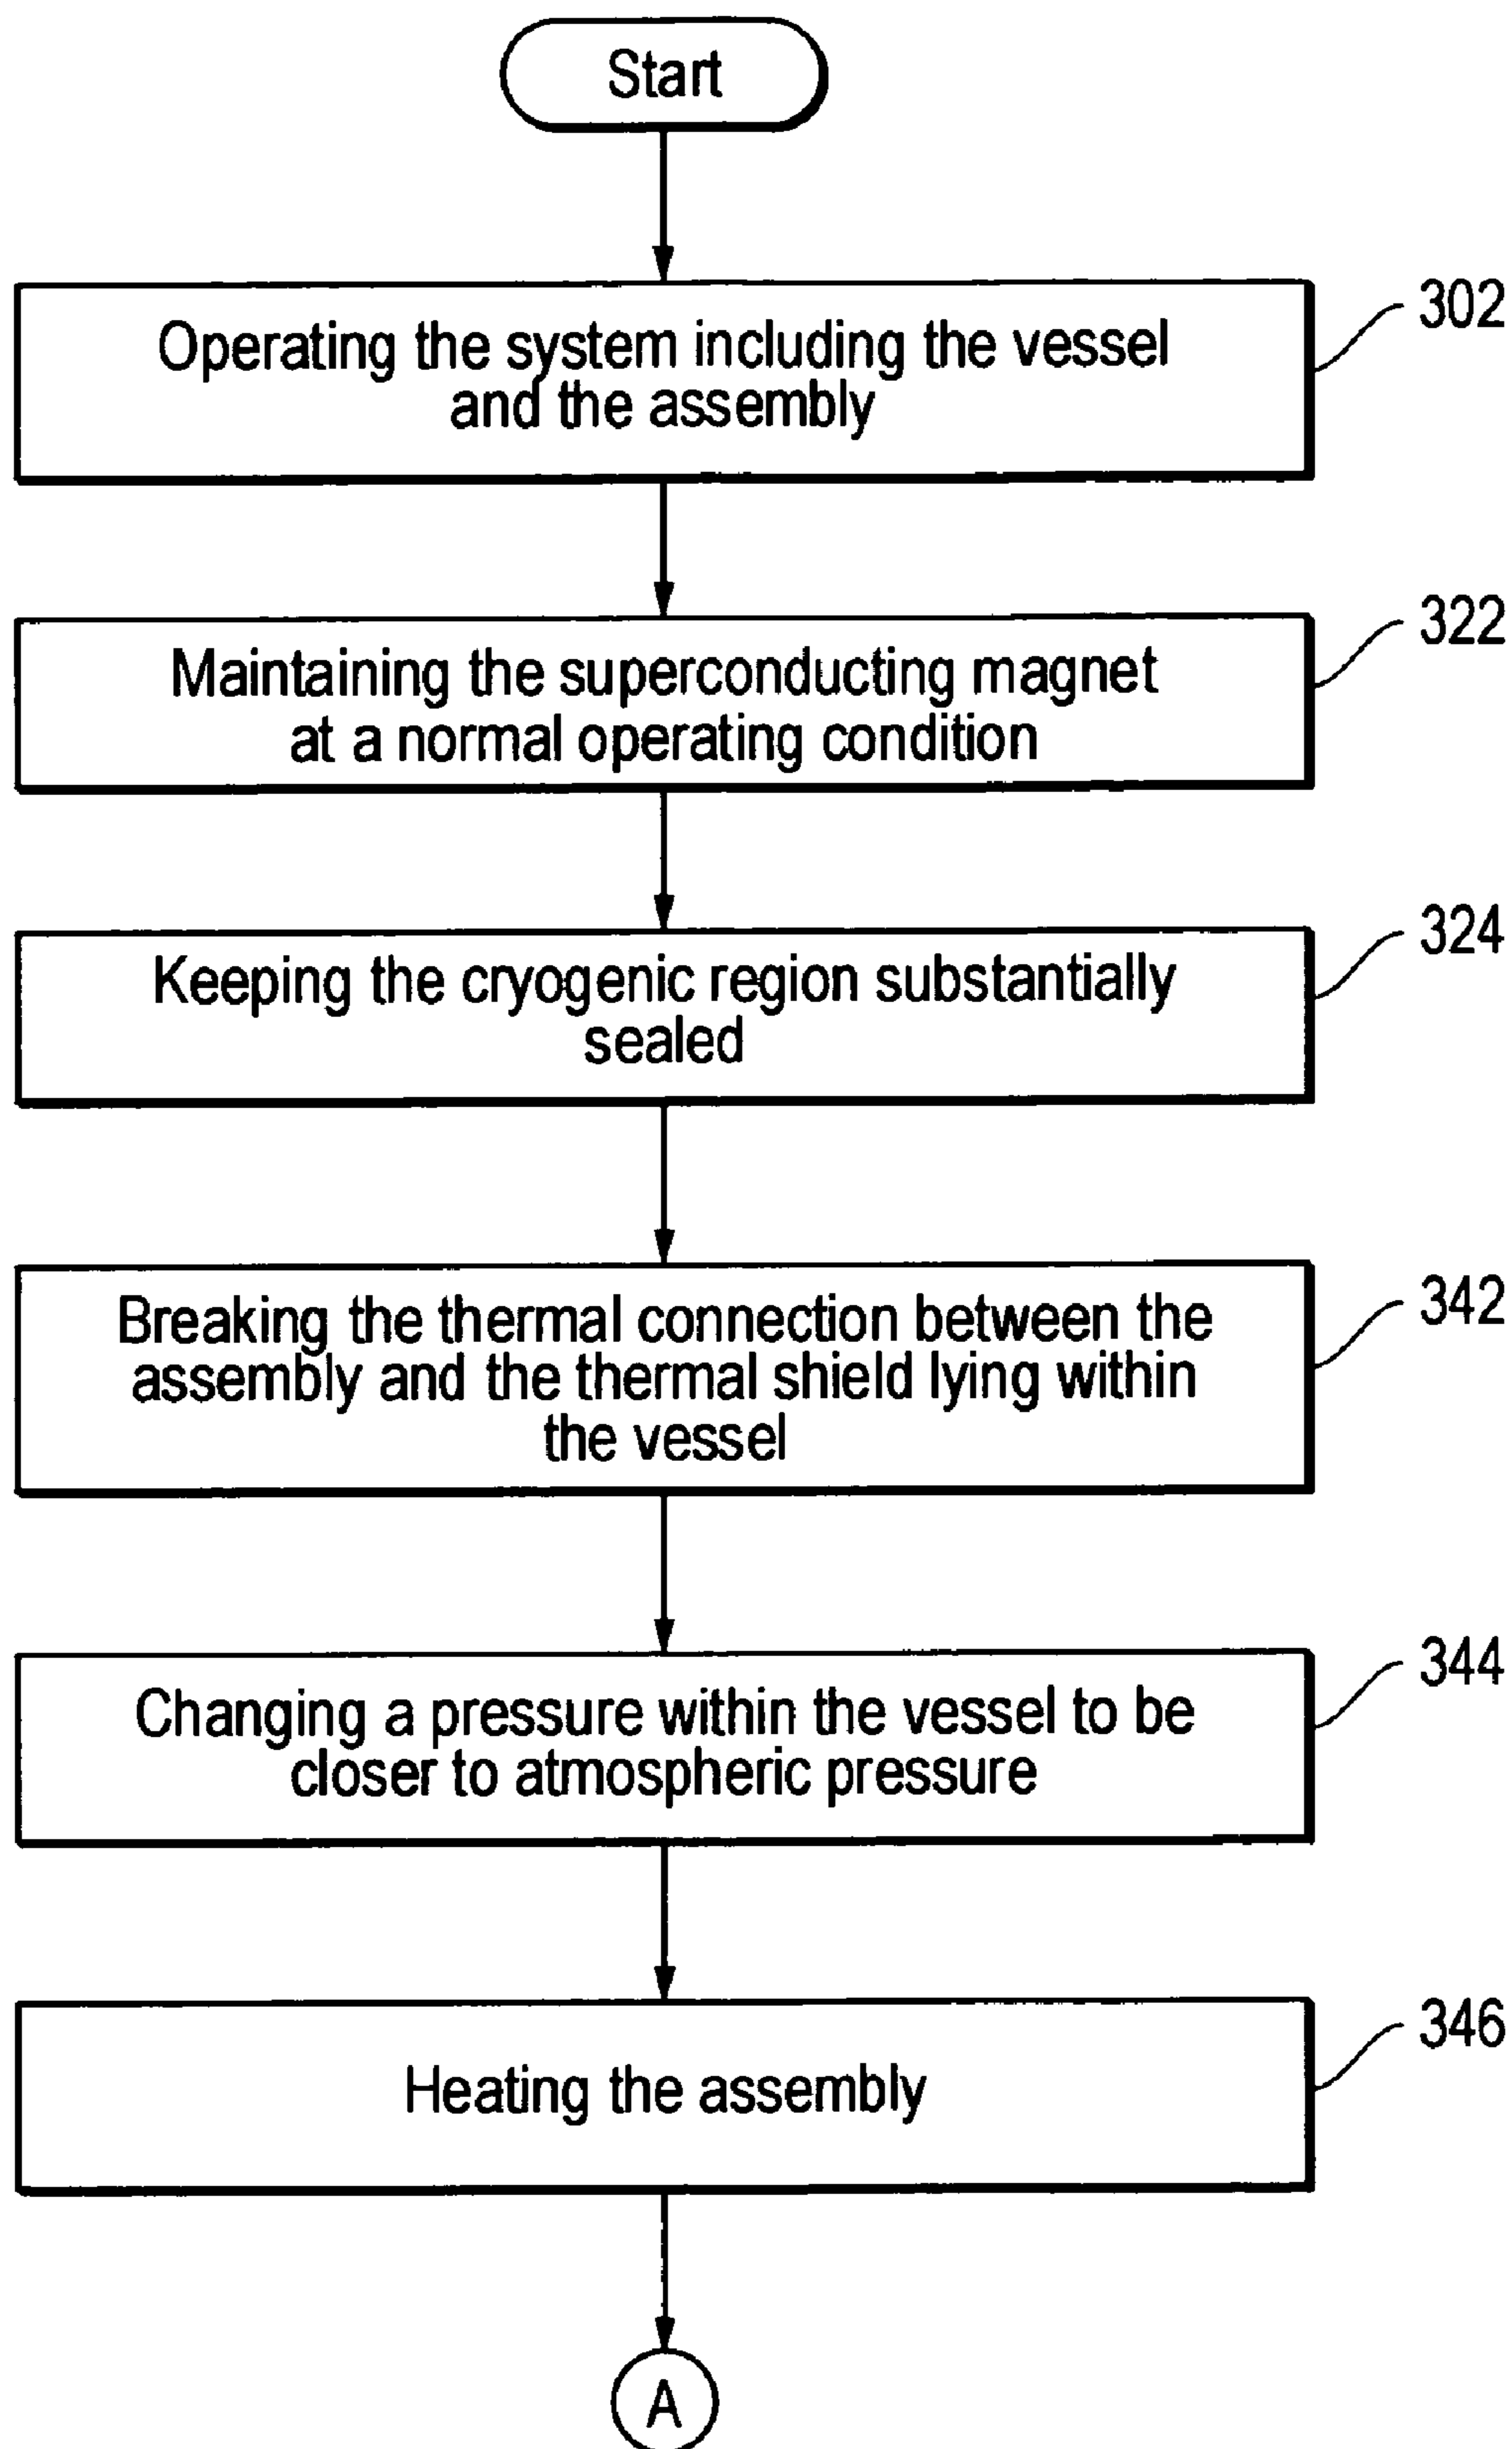 Start
Operating the system including the vessel
and the assembly
302
Maintaining the superconducting magnet
at a normal operating condition
322
Keeping the cryogenic region substantially
sealed
324
Breaking the thermal connection between the
assembly and the thermal shield lying within
the vessel
342
Changing a pressure within the vessel to be
closer to atmospheric pressure
344
Heating the assembly
346
A